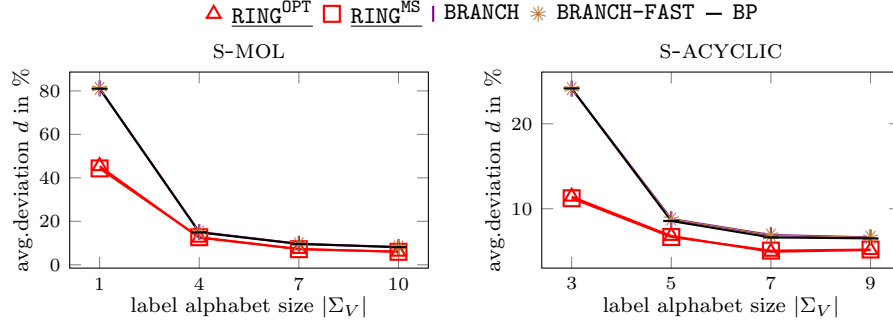 RING^OPT RING^MS BRANCH BRANCH-FAST BP
S-MOL
avg.deviation d in %
80
60
40
20
0
1 4 7 10
label alphabet size |Σ_V|
S-ACYCLIC
avg.deviation d in %
20
10
3 5 7 9
label alphabet size |Σ_V|